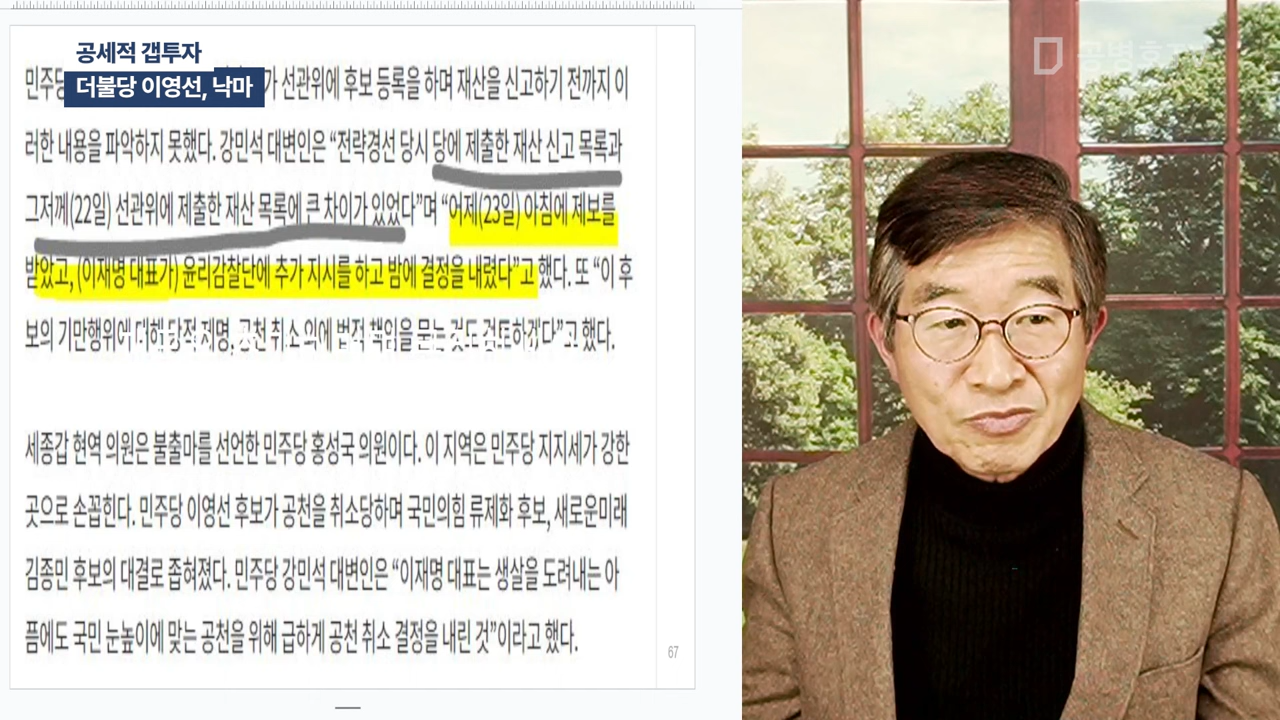 공세적 갭투자
더불당 이영선, 낙마
공병호
민주당 가 선관위에 후보 등록을 하며 재산을 신고하기 전까지 이
러한 내용을 파악하지 못했다. 강민석 대변인은 “전략경선 당시 당에 제출한 재산 신고 목록과
그저께(22일) 선관위에 제출한 재산 목록에 큰 차이가 있었다”며 “어제(23일) 아침에 제보를
받았고, (이재명 대표가) 윤리감찰단에 추가 지시를 하고 밤에 결정을 내렸다”고 했다. 또 “이 후
보의 기만행위에 대해 당적 제명, 공천 취소 외에 법적 책임을 묻는 것도 검토하겠다”고 했다.
세종갑 현역 의원은 불출마를 선언한 민주당 홍성국 의원이다. 이 지역은 민주당 지지세가 강한
곳으로 손꼽힌다. 민주당 이영선 후보가 공천을 취소당하며 국민의힘 류제화 후보, 새로운미래
김종민 후보의 대결로 좁혀졌다. 민주당 강민석 대변인은 “이재명 대표는 생살을 도려내는 아
픔에도 국민 눈높이에 맞는 공천을 위해 급하게 공천 취소 결정을 내린 것”이라고 했다.
67